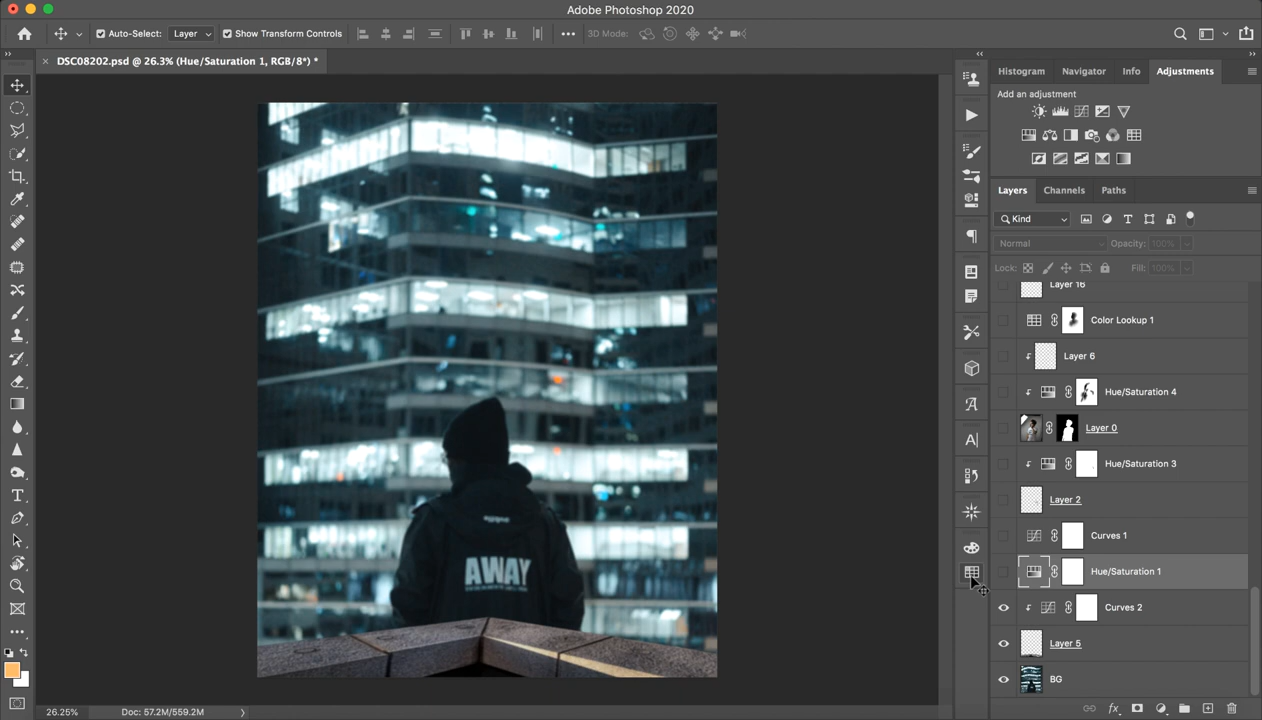 Adobe Photoshop 2020
Auto-Select: Layer Show Transform Controls 3D Mode:
DSC08202.psd @ 26.3% (Hue/Saturation 1, RGB/8*) *
Histogram Navigator Info Adjustments
Add an adjustment
Layers Channels Paths
Kind
Normal Opacity: 100%
Lock: Fill: 100%
Layer 16
Color Lookup 1
Layer 6
Hue/Saturation 4
Layer 0
Hue/Saturation 3
Layer 2
Curves 1
Hue/Saturation 1
Curves 2
Layer 5
BG
AWAY
26.25% Doc: 57.2M/559.2M